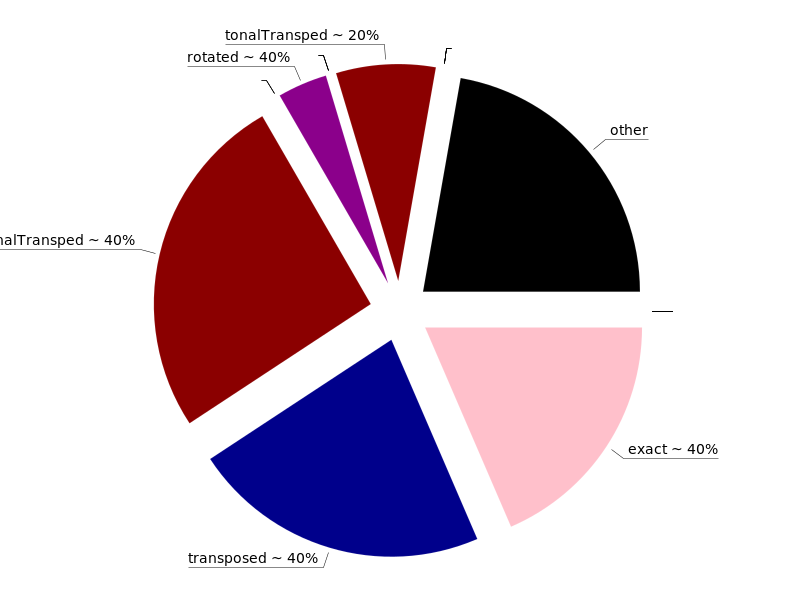 tonalTransped ~ 20%
rotated ~ 40%
other
nalTransped ~ 40%
exact ~ 40%
transposed ~ 40%